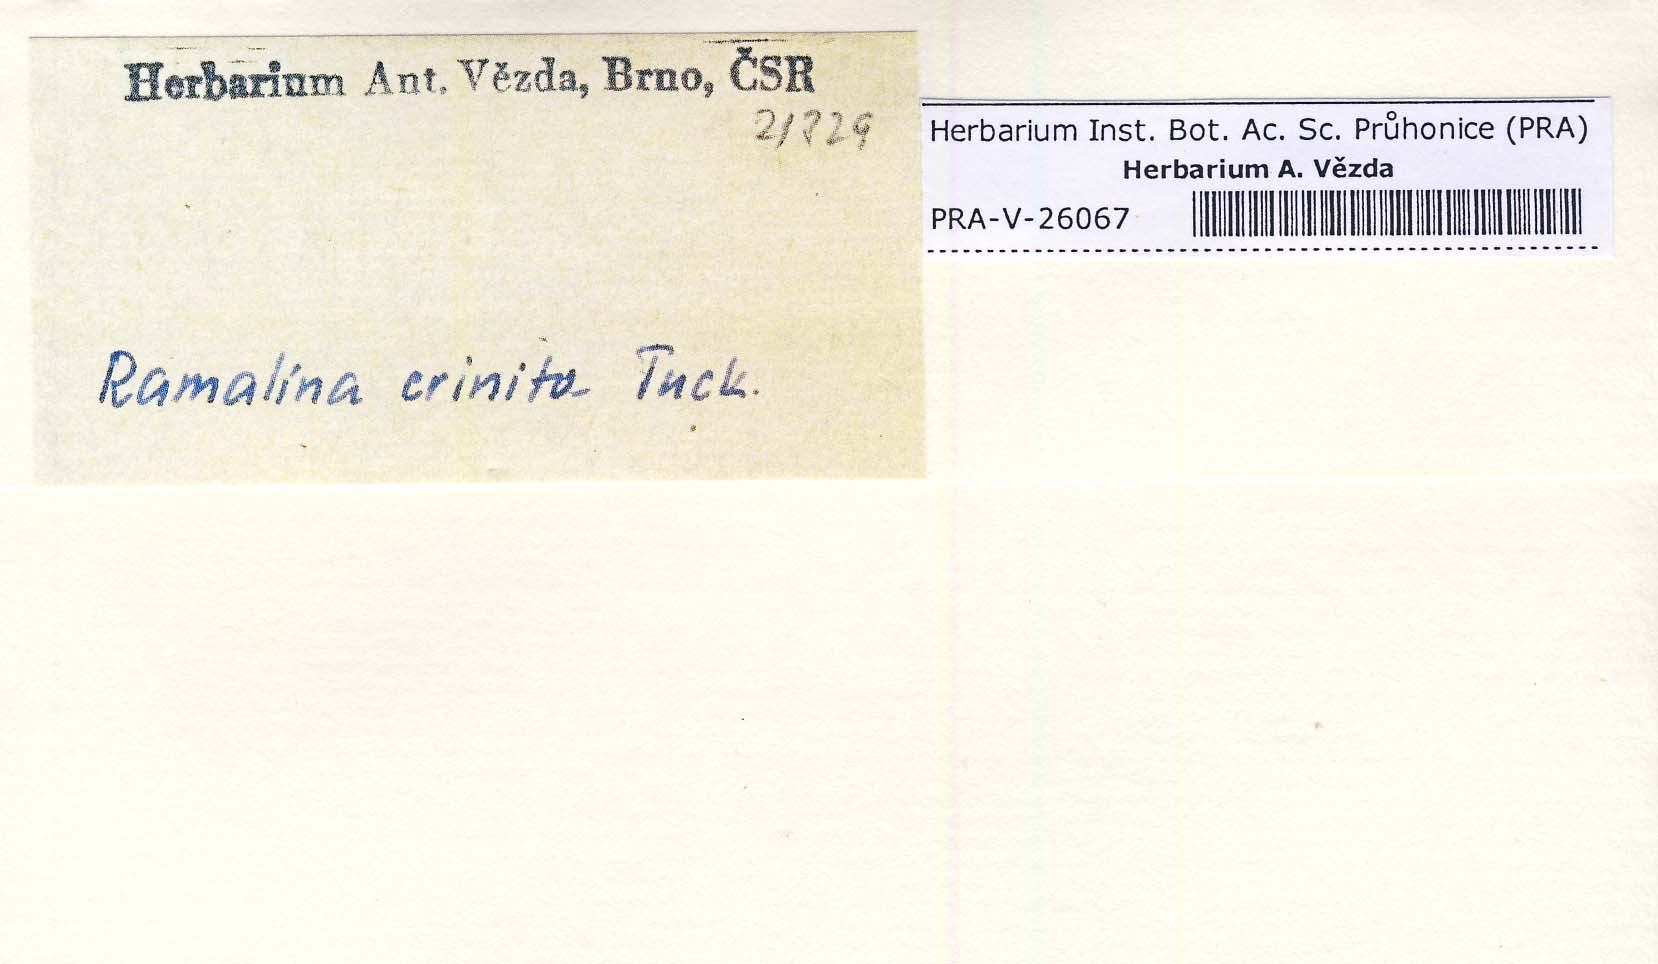 Herbarium Ant. Vězda, Brno, ČSR
Ramalina crinita Tuck.
Herbarium Inst. Bot. Ac. Sc. Průhonice (PRA)
Herbarium A. Vězda
PRA-V-26067